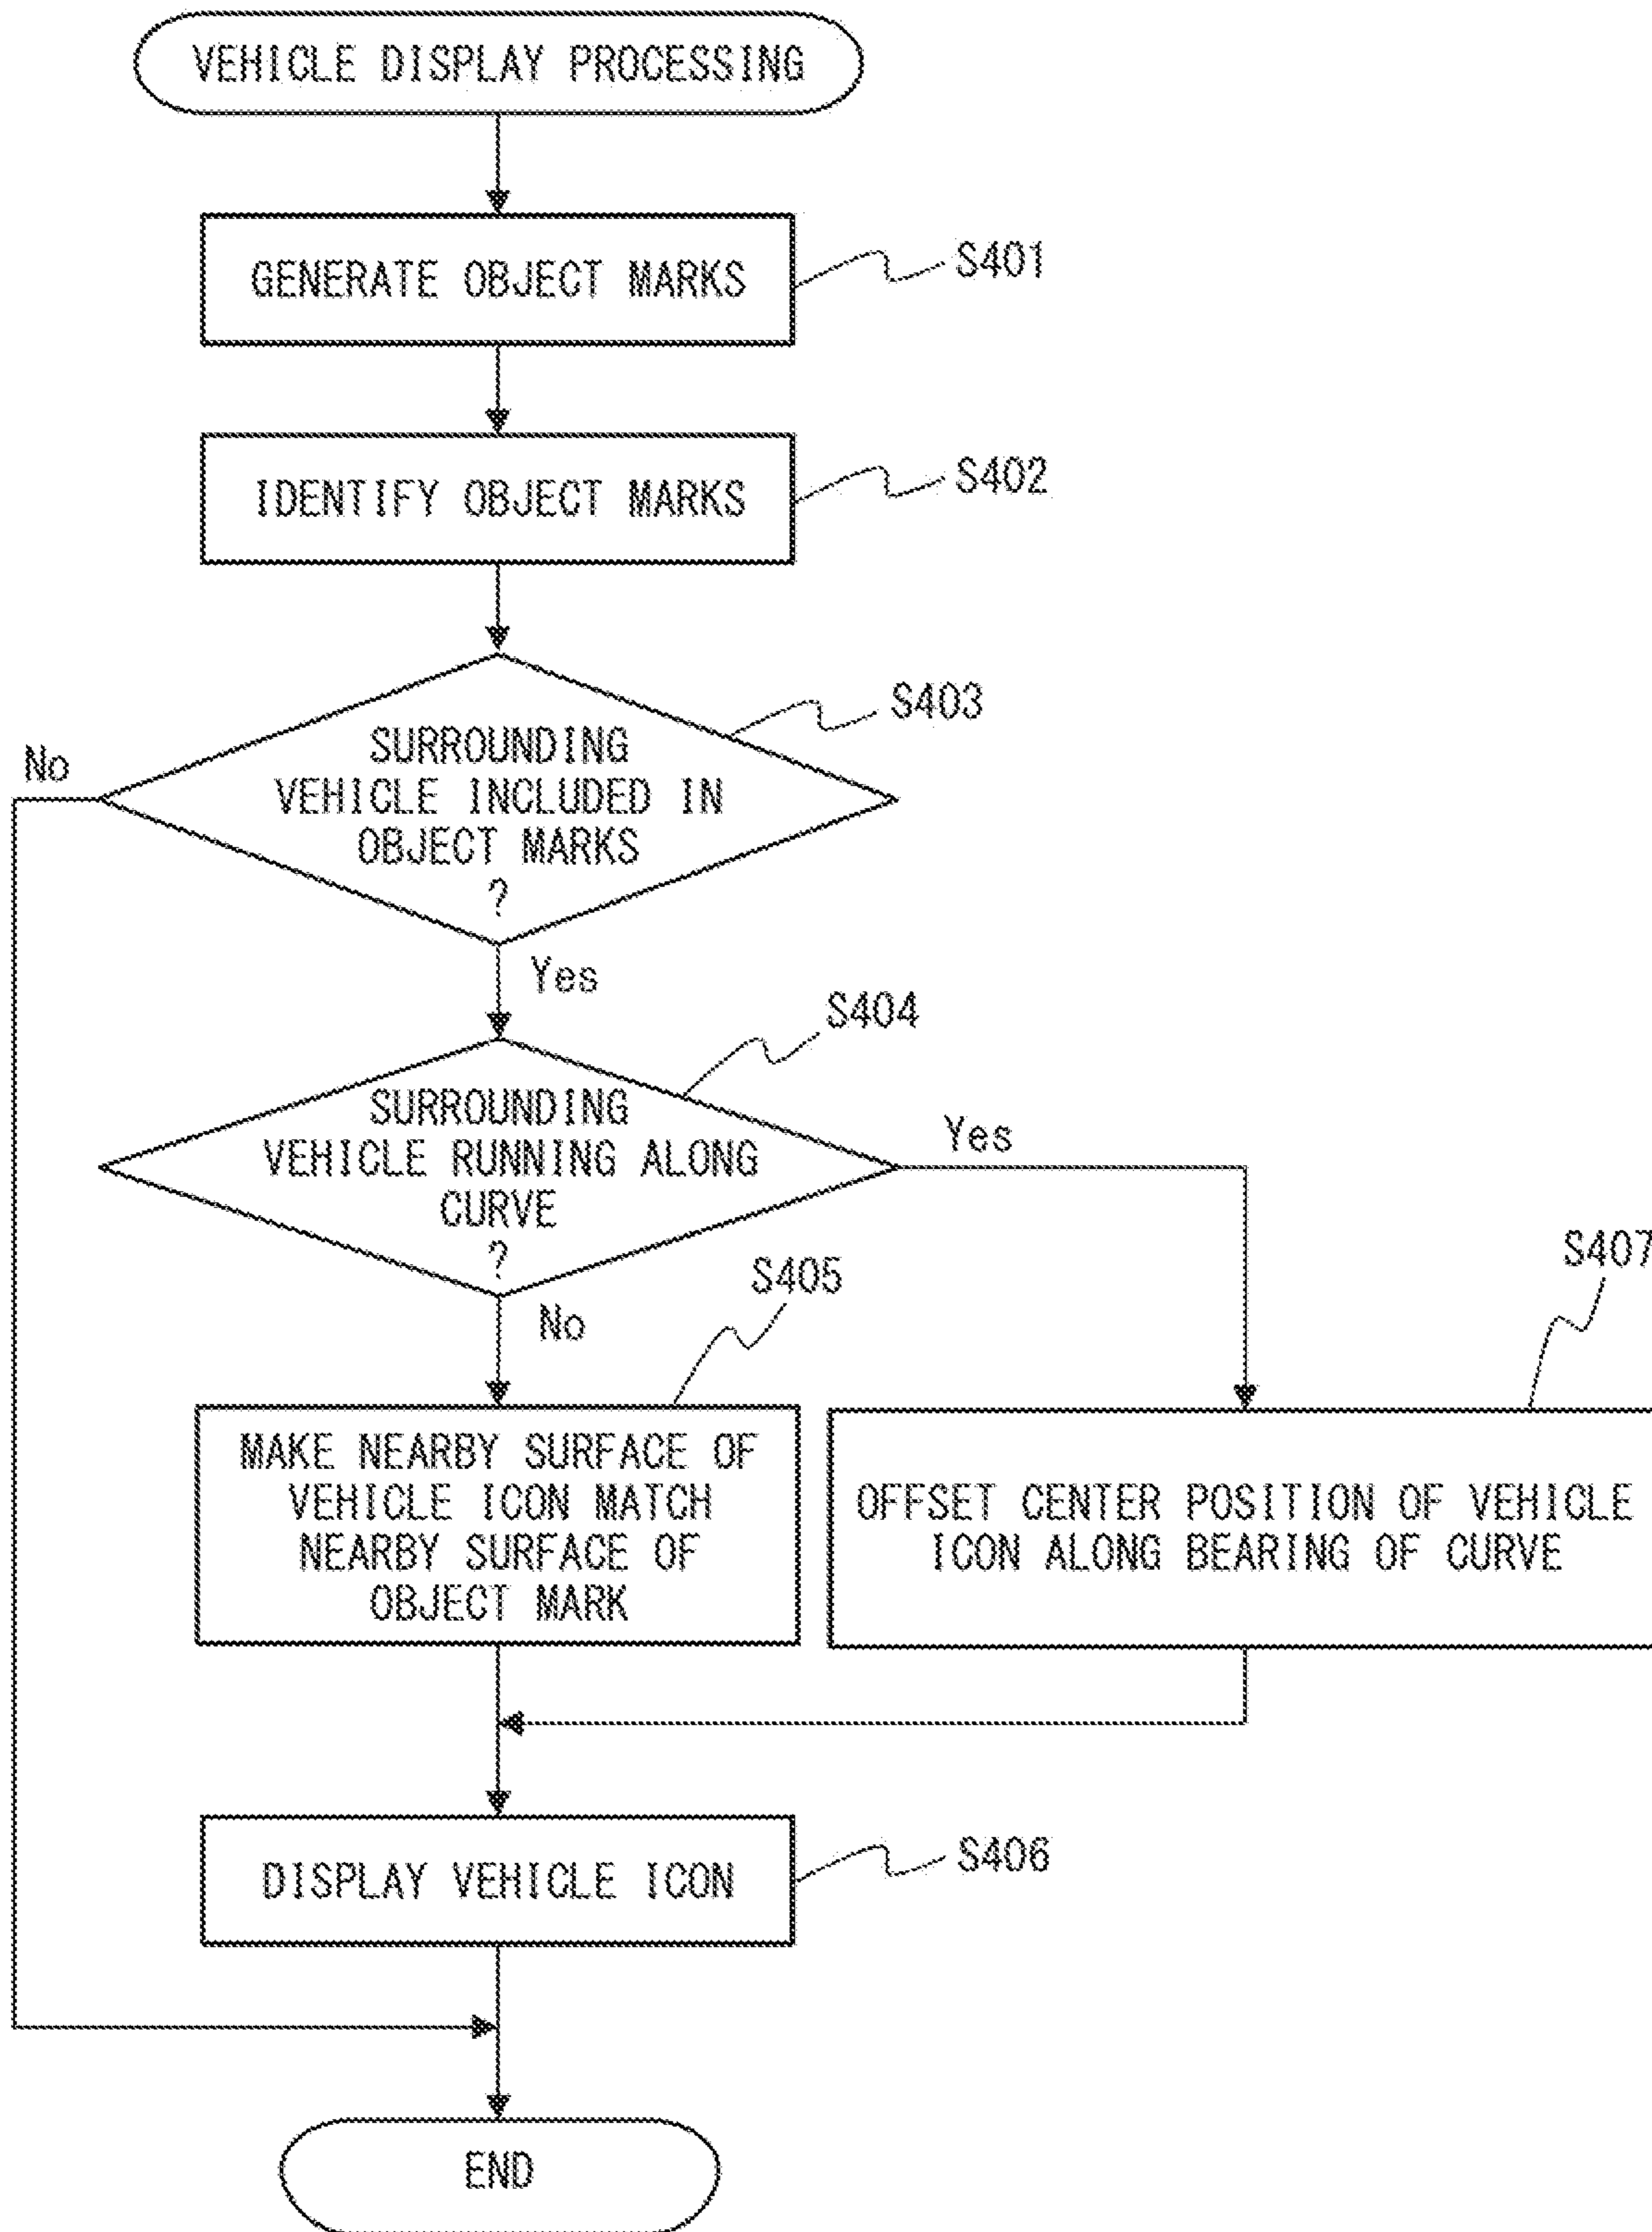 VEHICLE DISPLAY PROCESSING
GENERATE OBJECT MARKS
S401
IDENTIFY OBJECT MARKS
S402
S403
SURROUNDING
VEHICLE INCLUDED IN
OBJECT MARKS
?
No
Yes
S404
SURROUNDING
VEHICLE RUNNING ALONG
CURVE
?
Yes
No
S405
MAKE NEARBY SURFACE OF
VEHICLE ICON MATCH
NEARBY SURFACE OF
OBJECT MARK
S407
OFFSET CENTER POSITION OF VEHICLE
ICON ALONG BEARING OF CURVE
DISPLAY VEHICLE ICON
S406
END